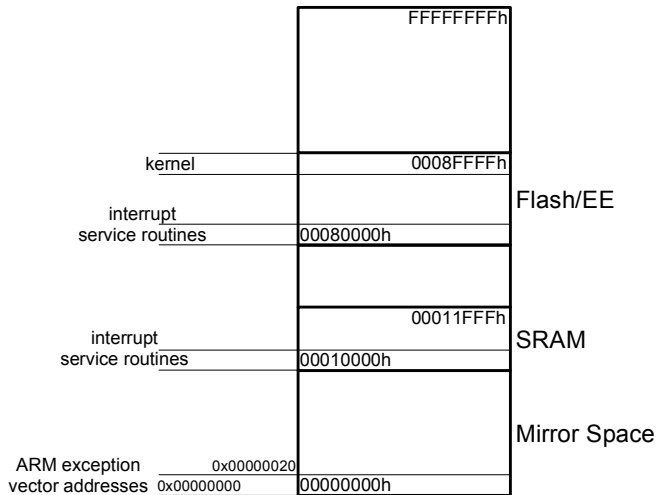 FFFFFFFFh
kernel
0008FFFFh
Flash/EE
interrupt
service routines
00080000h
00011FFFh
SRAM
interrupt
service routines
00010000h
Mirror Space
ARM exception
0x00000020
vector addresses 0x00000000
00000000h